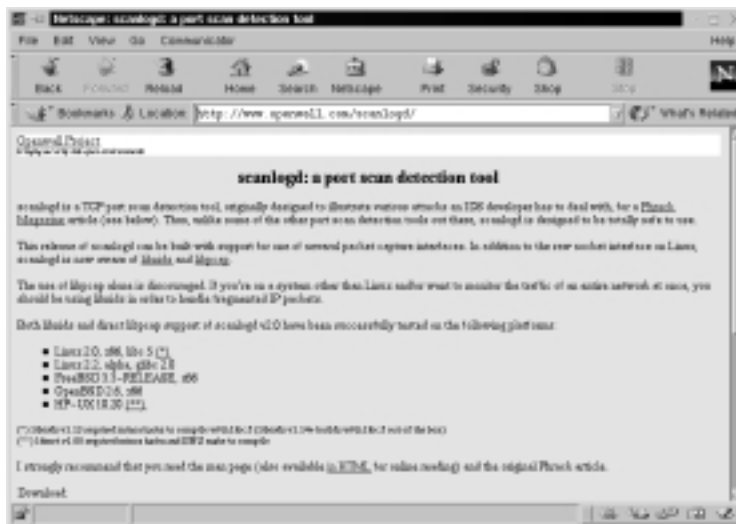 Netscape: scanlogd: a port scan detection tool
File Edit View Go Communicator Help
Back Forward Reload Home Search Netscape Print Security Shop Stop N
Bookmarks Location: http://www.openwall.com/scanlogd/ What's Related
Openwall Project
scanlogd: a port scan detection tool
scanlogd is a TCP port scan detection tool, originally designed to illustrate various attacks an IDS developer has to deal with, for a Phrack
Magazine article (see below). Thus, unlike some of the other port scan detection tools out there, scanlogd is designed to be totally safe to use.
This release of scanlogd can be built with support for one of several packet capture interfaces. In addition to the raw socket interface on Linux,
scanlogd is now aware of libnids and libpcap.
The use of libpcap alone is discouraged. If you're on a system other than Linux and/or want to monitor the traffic of an entire network at once, you
should be using libnids in order to handle fragmented IP packets.
Both libnids and direct libpcap support of scanlogd v2.0 have been successfully tested on the following platforms:
Linux 2.0, x86, libc 5 (*)
Linux 2.2, alpha, glibc 2.0
FreeBSD 3.3-RELEASE, x86
OpenBSD 2.6, x86
HP-UX 10.20 (**)
I strongly recommend that you read the man page (also available in HTML for online reading) and the original Phrack article.
Download: